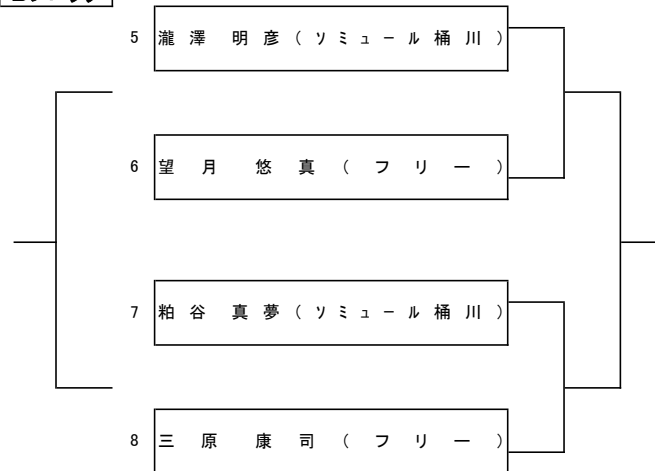 5 瀧澤 明彦(ソミュール桶川)
6 望月 悠真(フリー)
7 粕谷 真夢(ソミュール桶川)
8 三原 康司(フリー)